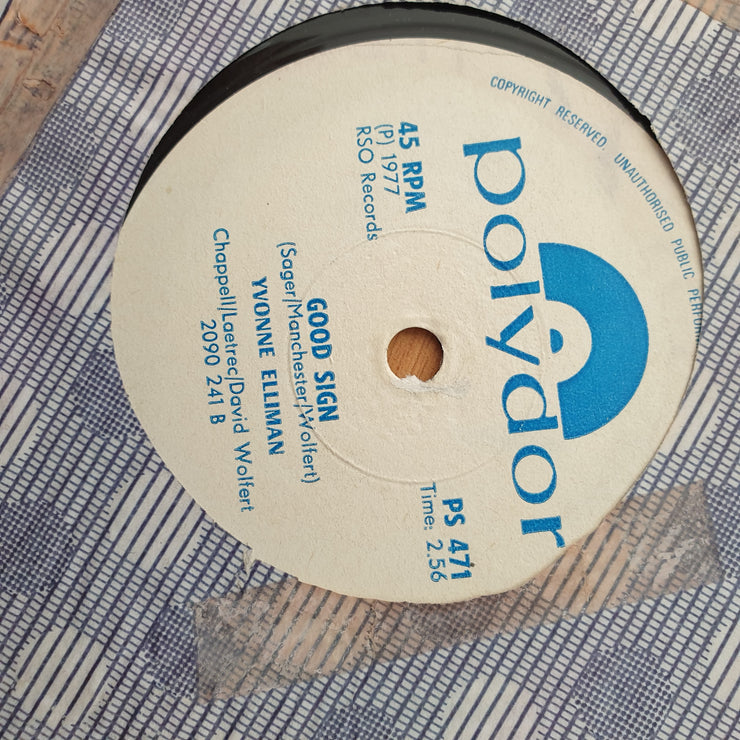 COPYRIGHT RESERVED. UNAUTHORISED PUBLIC
polydor
45 RPM
(P) 1977
RSO Records
PS 471
Time: 2.56
GOOD SIGN
(Sager/Manchester/Wolfert)
YVONNE ELLIMAN
Chappell/Laetrec/David Wolfert
2090 241 B